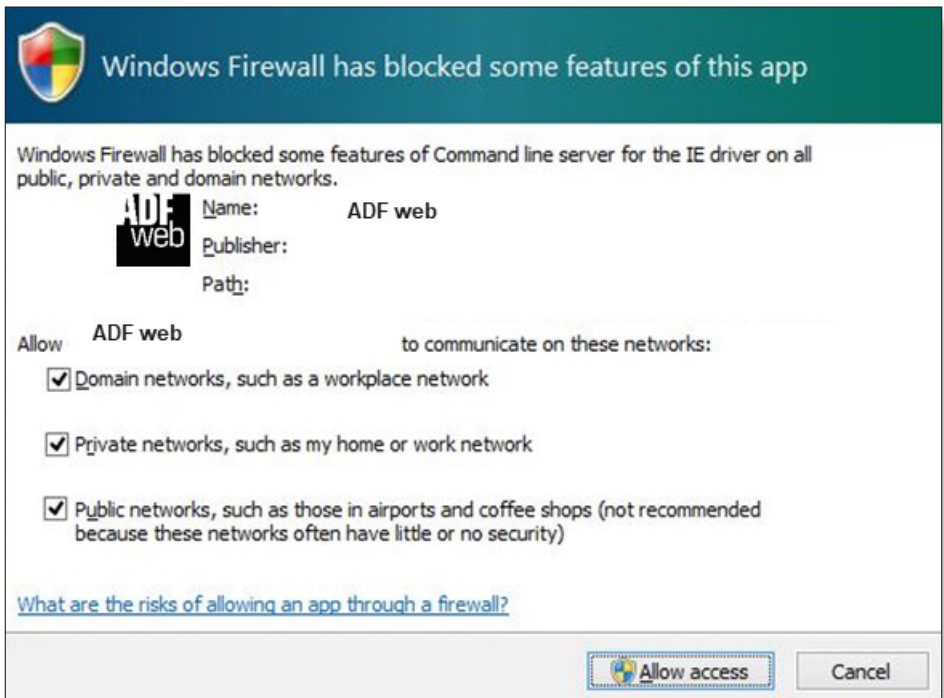 Windows Firewall has blocked some features of this app
Windows Firewall has blocked some features of Command line server for the IE driver on all
public, private and domain networks.
ADF
web
Name: ADF web
Publisher:
Path:
Allow ADF web to communicate on these networks:
Domain networks, such as a workplace network
Private networks, such as my home or work network
Public networks, such as those in airports and coffee shops (not recommended
because these networks often have little or no security)
What are the risks of allowing an app through a firewall?
Allow access Cancel